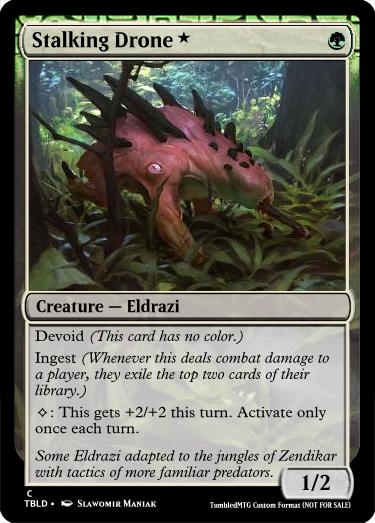 Stalking Drone ★
Creature — Eldrazi
Devoid (This card has no color.)
Ingest (Whenever this deals combat damage to
a player, they exile the top two cards of their
library.)
◇: This gets +2/+2 this turn. Activate only
once each turn.
Some Eldrazi adapted to the jungles of Zendikar
with tactics of more familiar predators.
1/2
C
TBLD • Slawomir Maniak
TumbledMTG Custom Format (NOT FOR SALE)